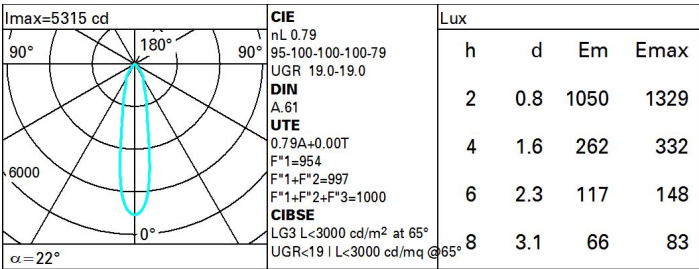 Imax=5315 cd
90° 180° 90°
6000
0°
α=22°
CIE
nL 0.79
95-100-100-100-79
UGR 19.0-19.0
DIN
A.61
UTE
0.79A+0.00T
F"1=954
F"1+F"2=997
F"1+F"2+F"3=1000
CIBSE
LG3 L<3000 cd/m² at 65°
UGR<19 | L<3000 cd/mq @65°
Lux
h d Em Emax
2 0.8 1050 1329
4 1.6 262 332
6 2.3 117 148
8 3.1 66 83